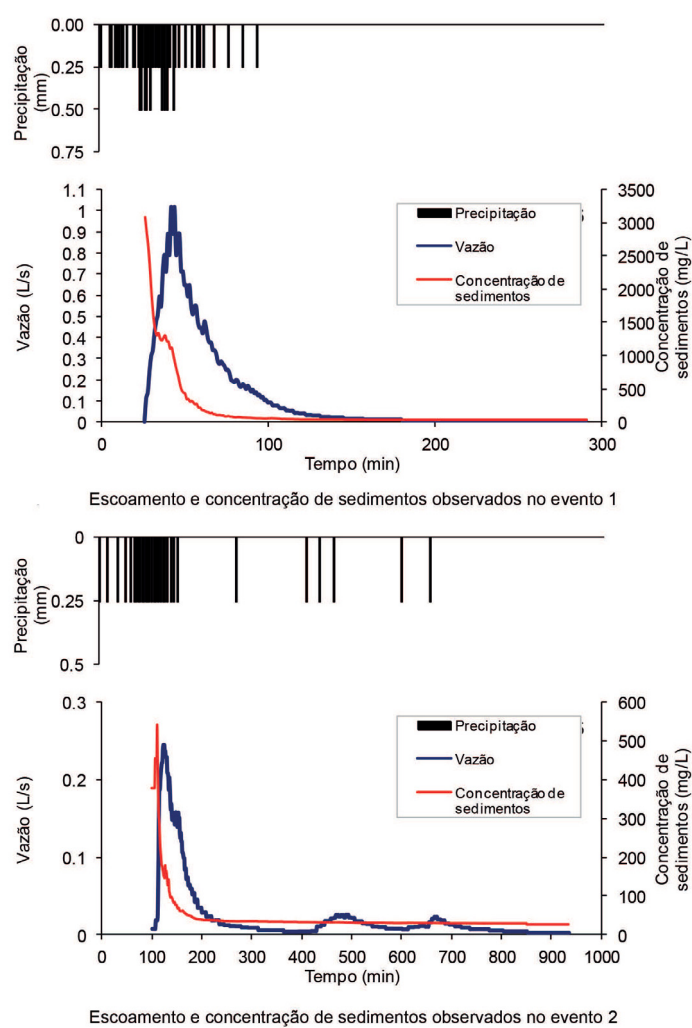 0.00
0.25
0.50
0.75
Precipitação
(mm)
1.1
1
0.9
0.8
0.7
0.6
0.5
0.4
0.3
0.2
0.1
0
Vazão (L/s)
3500
3000
2500
2000
1500
1000
500
0
Concentração de
sedimentos (mg/L)
Precipitação
Vazão
Concentração de
sedimentos
0 100 200 300
Tempo (min)
Escoamento e concentração de sedimentos observados no evento 1
0
0.25
0.5
Precipitação
(mm)
0.3
0.2
0.1
0
Vazão (L/s)
600
500
400
300
200
100
0
Concentração de
sedimentos (mg/L)
Precipitação
Vazão
Concentração de
sedimentos
0 100 200 300 400 500 600 700 800 900 1000
Tempo (min)
Escoamento e concentração de sedimentos observados no evento 2